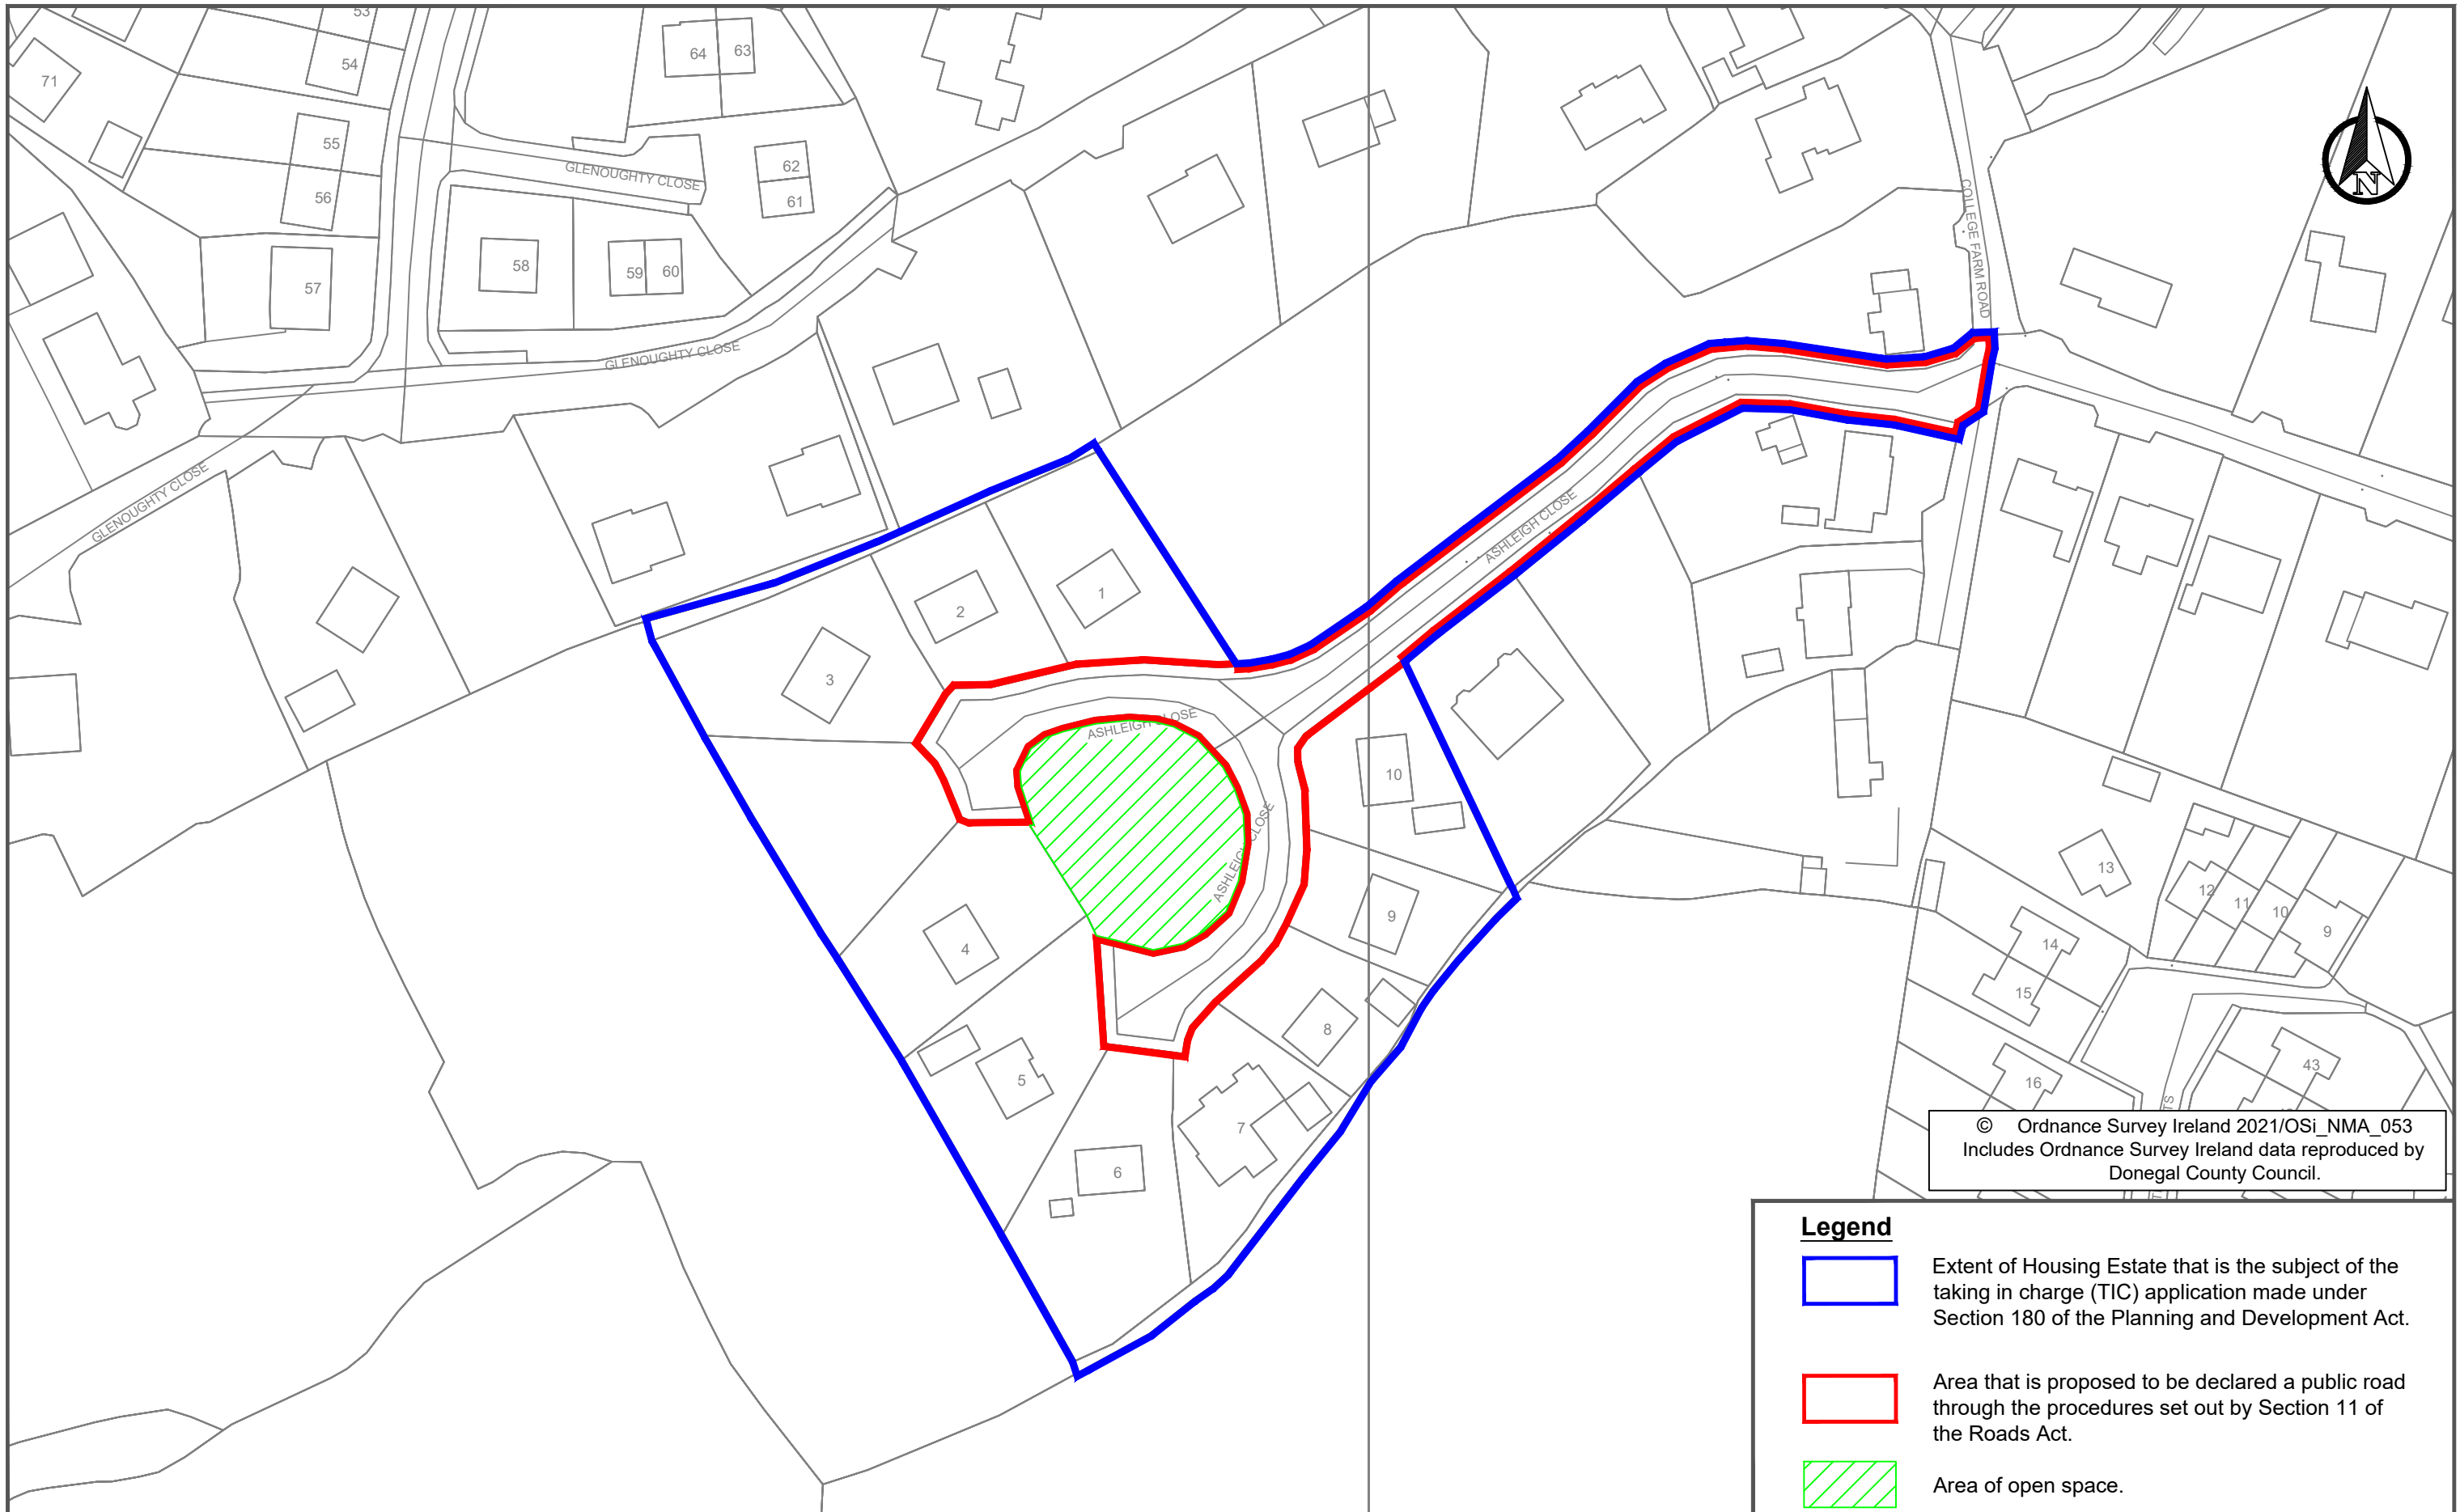 53
54
64
63
71
55
56
62
61
GLENOUGHTY CLOSE
57
58
59
60
GLENOUGHTY CLOSE
GLENOUGHTY CLOSE
COLLEGE FARM ROAD
N
ASHLEIGH CLOSE
1
2
3
ASHLEIGH CLOSE
ASHLEIGH CLOSE
10
9
4
5
8
7
6
13
12
11
10
9
14
15
16
43
© Ordnance Survey Ireland 2021/OSi_NMA_053
Includes Ordnance Survey Ireland data reproduced by
Donegal County Council.
Legend
Extent of Housing Estate that is the subject of the
taking in charge (TIC) application made under
Section 180 of the Planning and Development Act.
Area that is proposed to be declared a public road
through the procedures set out by Section 11 of
the Roads Act.
Area of open space.